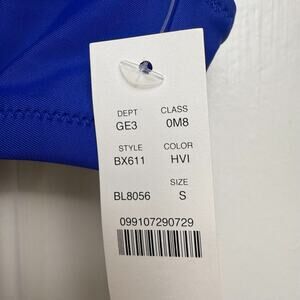 DEPT CLASS
GE3 0M8
STYLE COLOR
BX611 HVI
SIZE
BL8056 S
099107290729